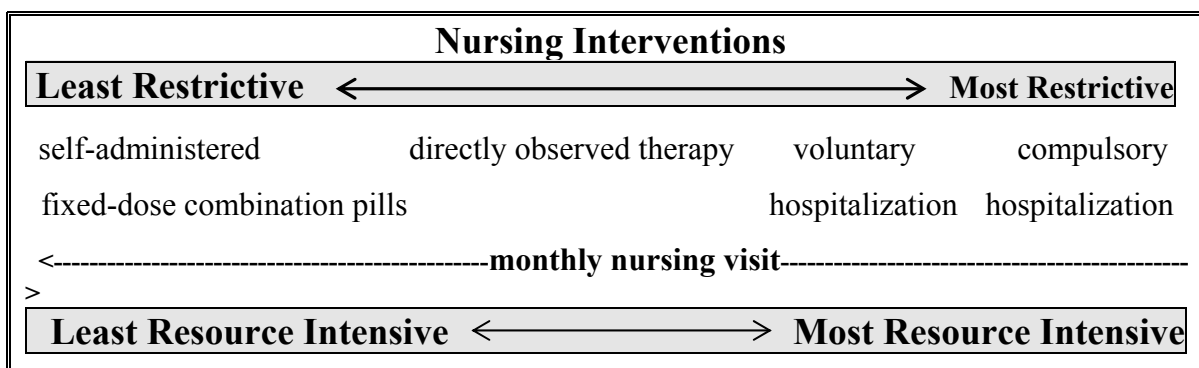 Nursing Interventions
Least Restrictive <-----> Most Restrictive
self-administered directly observed therapy voluntary compulsory
fixed-dose combination pills hospitalization hospitalization
<-------------------------------------------------monthly nursing visit----------------------------------------------
>
Least Resource Intensive <-----> Most Resource Intensive